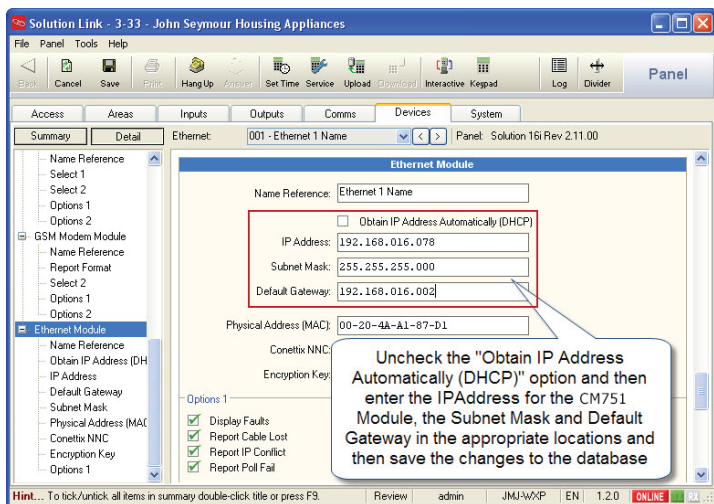 Solution Link - 3-33 - John Seymour Housing Appliances
File Panel Tools Help
Back Cancel Save Print Hang Up Answer Set Time Service Upload Download Interactive Keypad Log Divider Panel
Access Areas Inputs Outputs Comms Devices System
Summary Detail Ethernet: 001 - Ethernet 1 Name Panel: Solution 16i Rev 2.11.00
Name Reference
Select 1
Select 2
Options 1
Options 2
GSM Modem Module
Name Reference
Report Format
Select 2
Options 1
Options 2
Ethernet Module
Name Reference
Obtain IP Address (DH
IP Address
Default Gateway
Subnet Mask
Physical Address (MAC
Conettix NNC
Encryption Key
Options 1
Ethernet Module
Name Reference: Ethernet 1 Name
Obtain IP Address Automatically (DHCP)
IP Address: 192.168.016.078
Subnet Mask: 255.255.255.000
Default Gateway: 192.168.016.002
Physical Address (MAC): 00-20-4A-A1-87-D1
Conettix NNC:
Encryption Key:
Options 1
Display Faults
Report Cable Lost
Report IP Conflict
Report Poll Fail
Uncheck the "Obtain IP Address
Automatically (DHCP)" option and then
enter the IPAddress for the CM751
Module, the Subnet Mask and Default
Gateway in the appropriate locations and
then save the changes to the database
Hint... To tick/untick all items in summary double-click title or press F9. Review admin JMJ-WXP EN 1.2.0 ONLINE RX